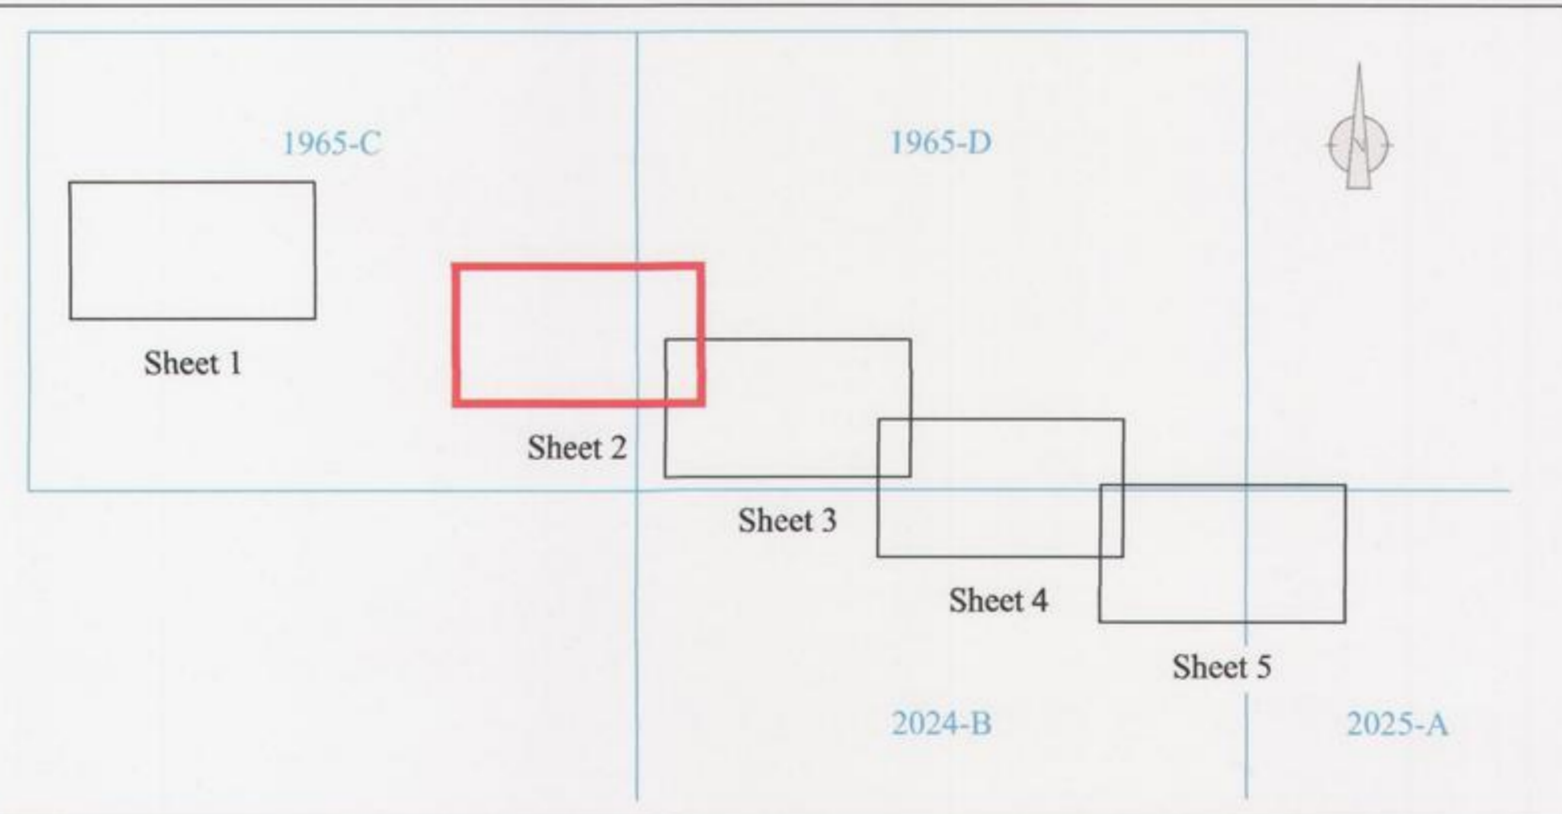 1965-C
1965-D
N
Sheet 1
Sheet 2
Sheet 3
Sheet 4
Sheet 5
2024-B
2025-A